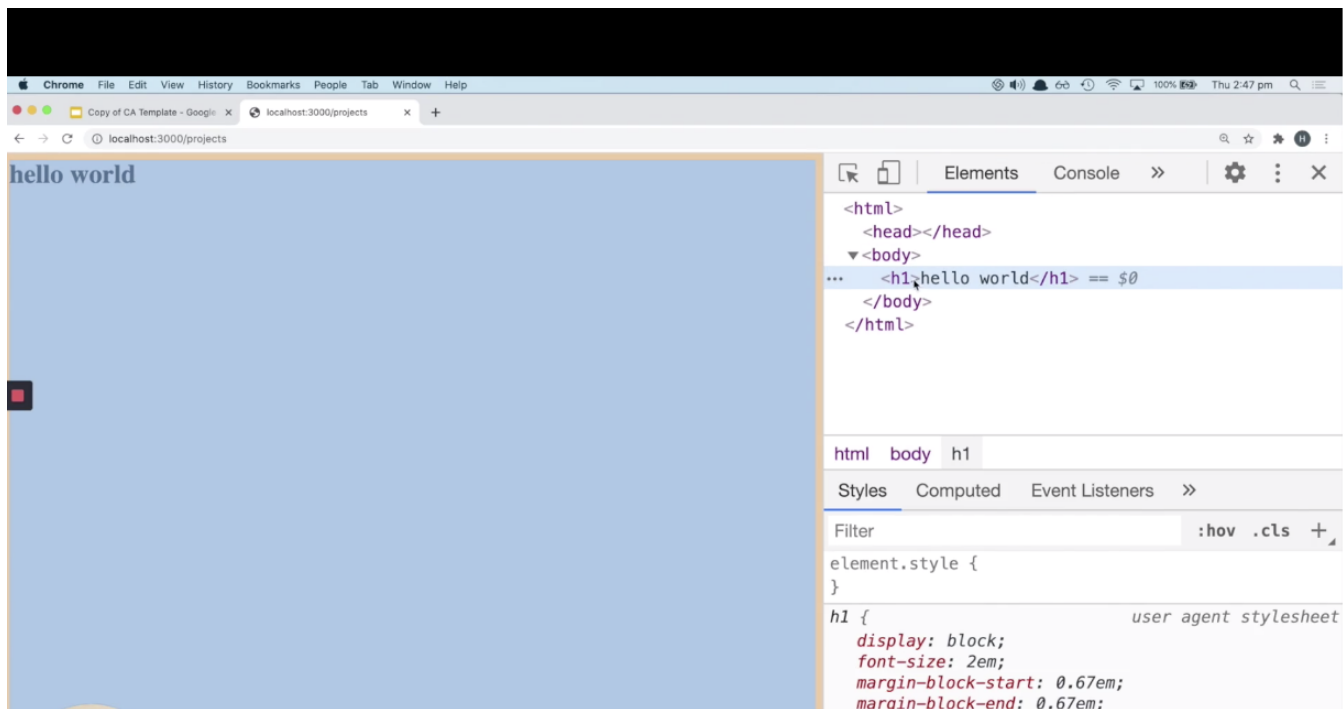 Chrome File Edit View History Bookmarks People Tab Window Help 100% Thu 2:47 pm
Copy of CA Template - Google localhost:3000/projects
localhost:3000/projects H
hello world
Elements Console »
<html>
<head></head>
▼<body>
... <h1>hello world</h1> == $0
</body>
</html>
html body h1
Styles Computed Event Listeners »
Filter :hov .cls +
element.style {
}
h1 { user agent stylesheet
display: block;
font-size: 2em;
margin-block-start: 0.67em;
margin-block-end: 0.67em;